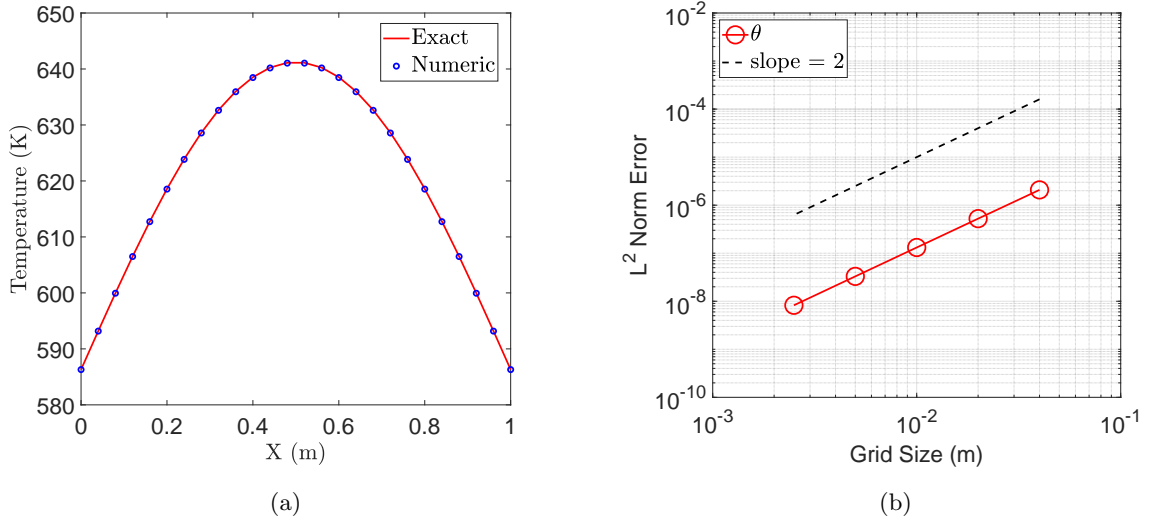 650
640
630
620
610
600
590
580
Temperature (K)
Exact
Numeric
0
0.2
0.4
0.6
0.8
1
X (m)
(a)
10^-2
10^-4
10^-6
10^-8
10^-10
L^2 Norm Error
θ
slope = 2
10^-3
10^-2
10^-1
Grid Size (m)
(b)